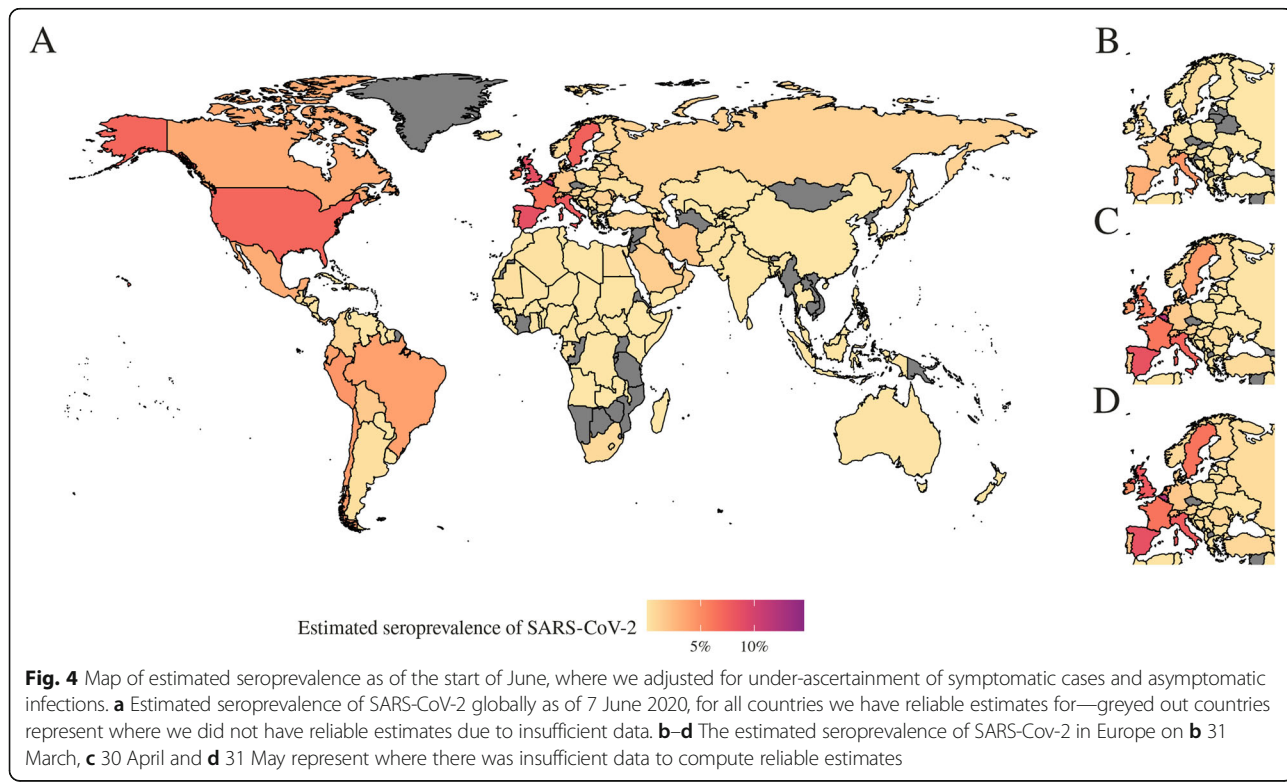 A
B
C
D
Estimated seroprevalence of SARS-CoV-2
5%
10%
Fig. 4 Map of estimated seroprevalence as of the start of June, where we adjusted for under-ascertainment of symptomatic cases and asymptomatic
infections. a Estimated seroprevalence of SARS-CoV-2 globally as of 7 June 2020, for all countries we have reliable estimates for—greyed out countries
represent where we did not have reliable estimates due to insufficient data. b–d The estimated seroprevalence of SARS-Cov-2 in Europe on b 31
March, c 30 April and d 31 May represent where there was insufficient data to compute reliable estimates